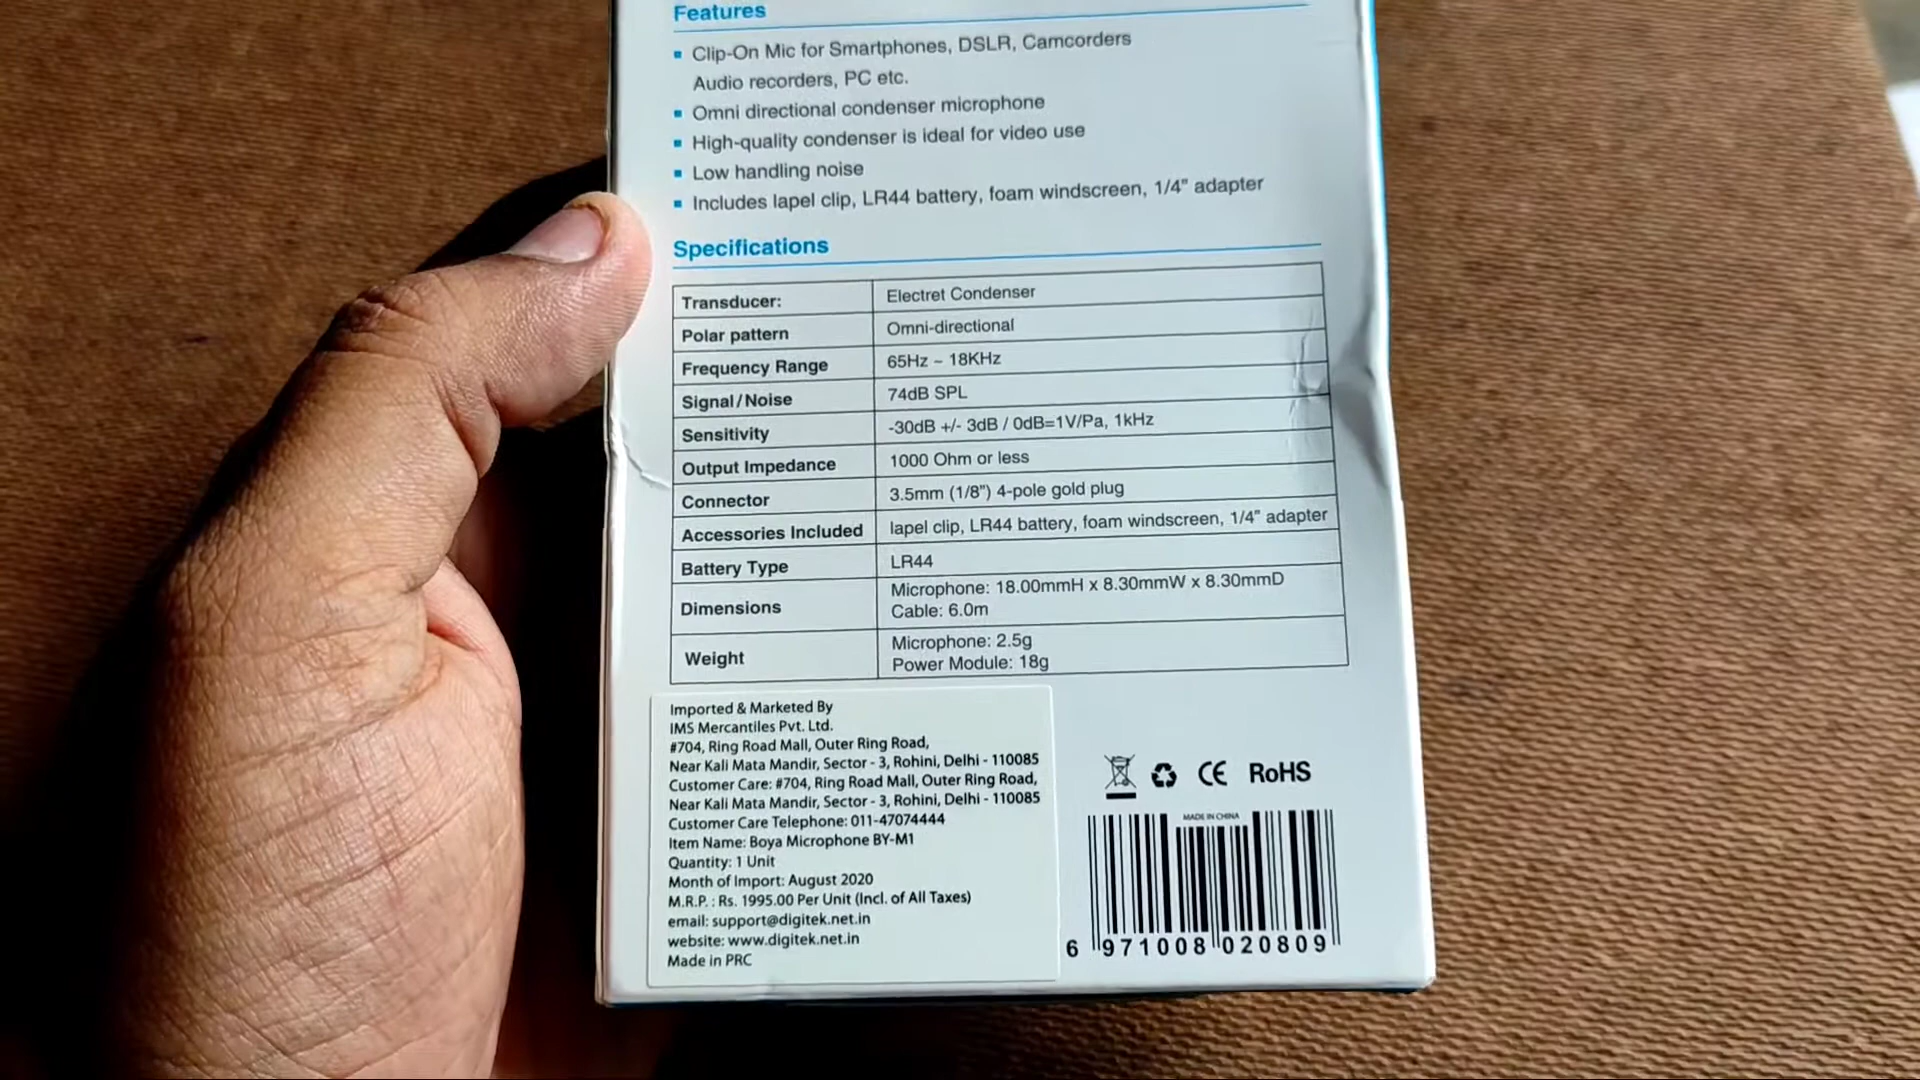 Features
Clip-On Mic for Smartphones, DSLR, Camcorders
Audio recorders, PC etc.
Omni directional condenser microphone
High-quality condenser is ideal for video use
Low handling noise
Includes lapel clip, LR44 battery, foam windscreen, 1/4" adapter
Specifications
Transducer: Electret Condenser
Polar pattern Omni-directional
Frequency Range 65Hz ~ 18KHz
Signal/Noise 74dB SPL
Sensitivity -30dB +/- 3dB / 0dB=1V/Pa, 1kHz
Output Impedance 1000 Ohm or less
Connector 3.5mm (1/8") 4-pole gold plug
Accessories Included lapel clip, LR44 battery, foam windscreen, 1/4" adapter
Battery Type LR44
Dimensions Microphone: 18.00mmH x 8.30mmW x 8.30mmD
Cable: 6.0m
Weight Microphone: 2.5g
Power Module: 18g
Imported & Marketed By
IMS Mercantiles Pvt. Ltd.
#704, Ring Road Mall, Outer Ring Road,
Near Kali Mata Mandir, Sector - 3, Rohini, Delhi - 110085
Customer Care: #704, Ring Road Mall, Outer Ring Road,
Near Kali Mata Mandir, Sector - 3, Rohini, Delhi - 110085
Customer Care Telephone: 011-47074444
Item Name: Boya Microphone BY-M1
Quantity: 1 Unit
Month of Import: August 2020
M.R.P. : Rs. 1995.00 Per Unit (Incl. of All Taxes)
email: support@digitek.net.in
website: www.digitek.net.in
Made in PRC
CE RoHS
MADE IN CHINA
6 971008 020809